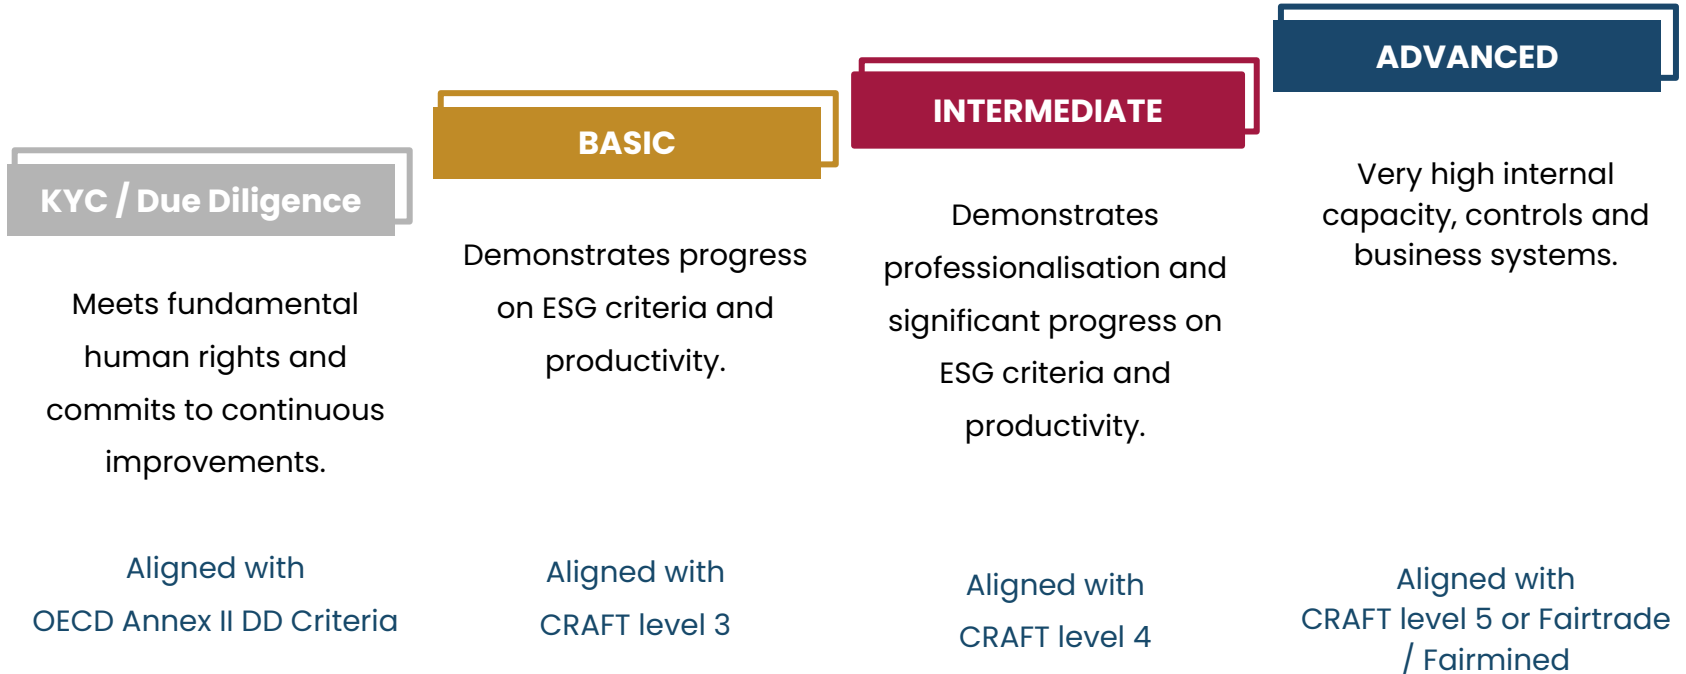 KYC / Due Diligence
Meets fundamental
human rights and
commits to continuous
improvements.
Aligned with
OECD Annex II DD Criteria
BASIC
Demonstrates progress
on ESG criteria and
productivity.
Aligned with
CRAFT level 3
INTERMEDIATE
Demonstrates
professionalisation and
significant progress on
ESG criteria and
productivity.
Aligned with
CRAFT level 4
ADVANCED
Very high internal
capacity, controls and
business systems.
Aligned with
CRAFT level 5 or Fairtrade
/ Fairmined